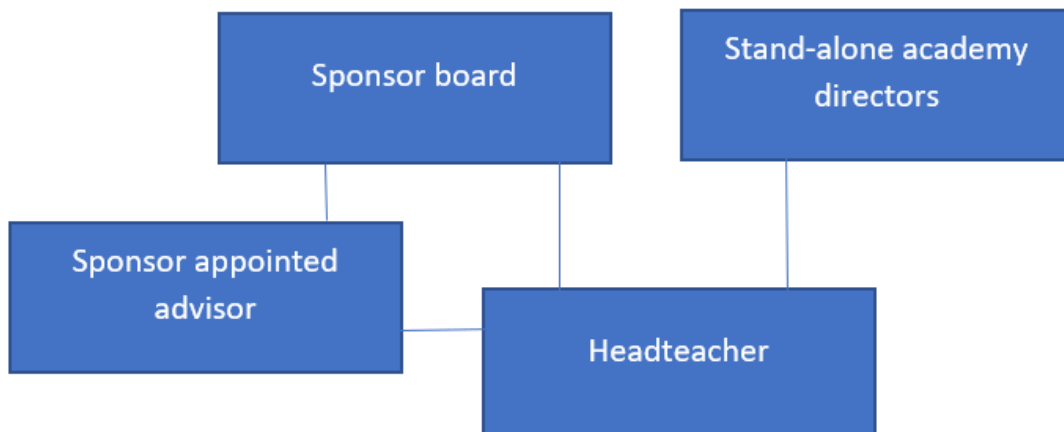 Sponsor board
Stand-alone academy
directors
Sponsor appointed
advisor
Headteacher